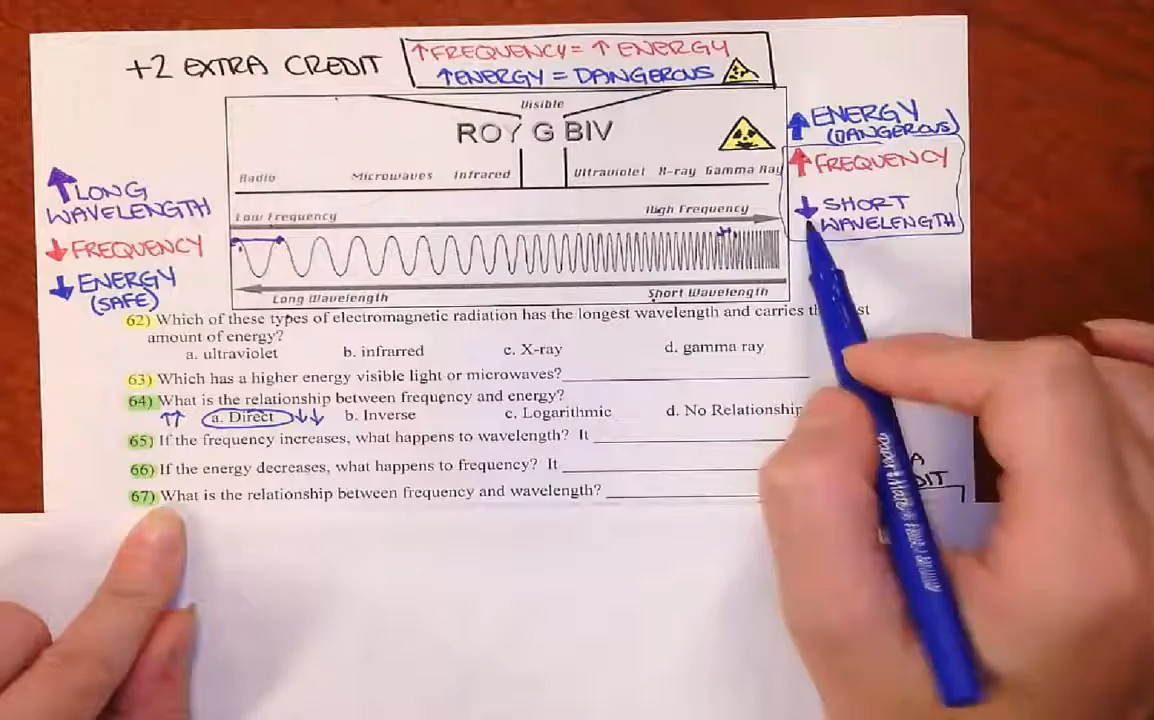 +2 EXTRA CREDIT
↑FREQUENCY = ↑ ENERGY
↑ENERGY = DANGEROUS
Visible
ROY G BIV
Radio Microwaves Infrared Ultraviolet X-ray Gamma Ray
Low Frequency High Frequency
Long Wavelength Short Wavelength
↑ LONG
WAVELENGTH
↓ FREQUENCY
↓ ENERGY
(SAFE)
↑ ENERGY
(DANGEROUS)
↑ FREQUENCY
↓ SHORT
WAVELENGTH
62) Which of these types of electromagnetic radiation has the longest wavelength and carries
amount of energy?
a. ultraviolet b. infrarred c. X-ray d. gamma ray
63) Which has a higher energy visible light or microwaves?
64) What is the relationship between frequency and energy?
↑↑ a. Direct ↓↓ b. Inverse c. Logarithmic d. No Relationship
65) If the frequency increases, what happens to wavelength? It
66) If the energy decreases, what happens to frequency? It
67) What is the relationship between frequency and wavelength?